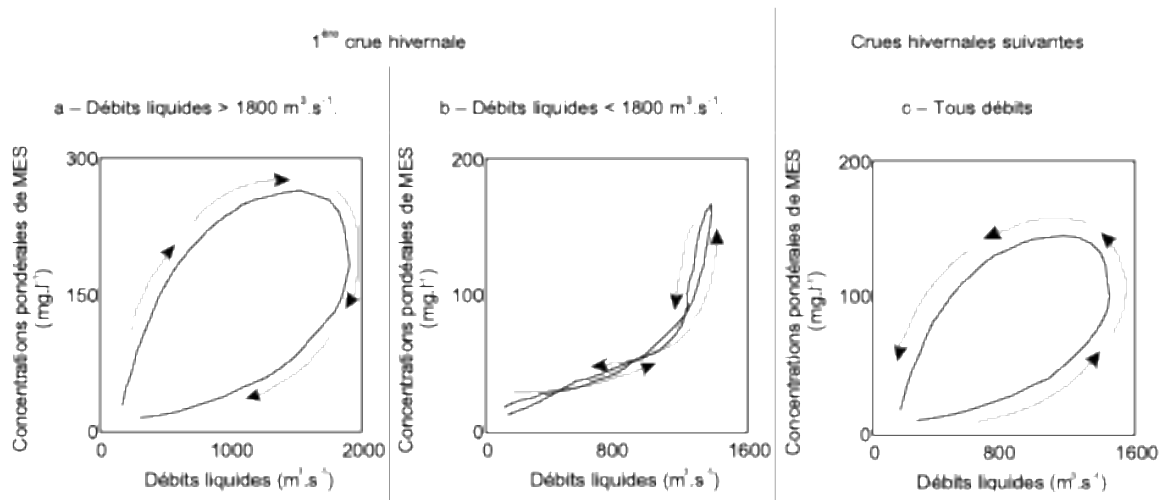 1ère crue hivernale
Crues hivernales suivantes
a – Débits liquides > 1800 m³.s⁻¹.
b – Débits liquides < 1800 m³.s⁻¹.
c – Tous débits
Concentrations pondérales de MES
(mg.l⁻¹)
300
150
0
0 1000 2000
Débits liquides (m³.s⁻¹)
Concentrations pondérales de MES
(mg.l⁻¹)
200
100
0
0 800 1600
Débits liquides (m³.s⁻¹)
Concentrations pondérales de MES
(mg.l⁻¹)
200
100
0
0 800 1600
Débits liquides (m³.s⁻¹)